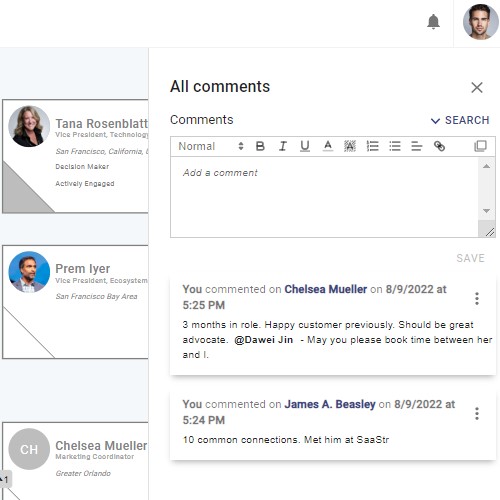 All comments
Comments
SEARCH
Normal
B I U A A
Add a comment
SAVE
You commented on Chelsea Mueller on 8/9/2022 at
5:25 PM
3 months in role. Happy customer previously. Should be great
advocate. @Dawei Jin - May you please book time between her
and I.
You commented on James A. Beasley on 8/9/2022 at
5:24 PM
10 common connections. Met him at SaaStr
Tana Rosenblatt
Vice President, Technology
San Francisco, California,
Decision Maker
Actively Engaged
Prem Iyer
Vice President, Ecosystem
San Francisco Bay Area
CH
Chelsea Mueller
Marketing Coordinator
Greater Orlando
1